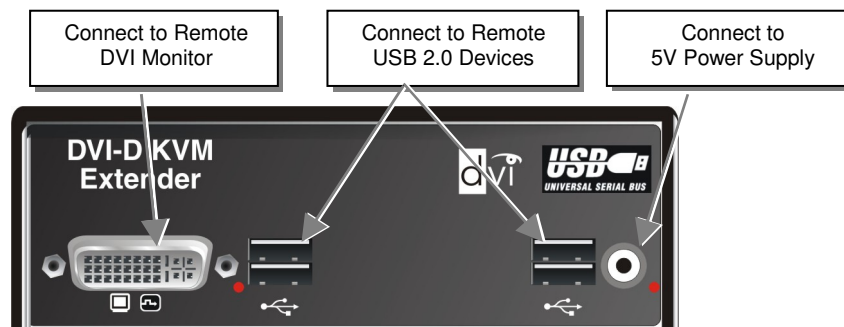 Connect to Remote
DVI Monitor
Connect to Remote
USB 2.0 Devices
Connect to
5V Power Supply
DVI-D KVM
Extender
dvi
USB
UNIVERSAL SERIAL BUS